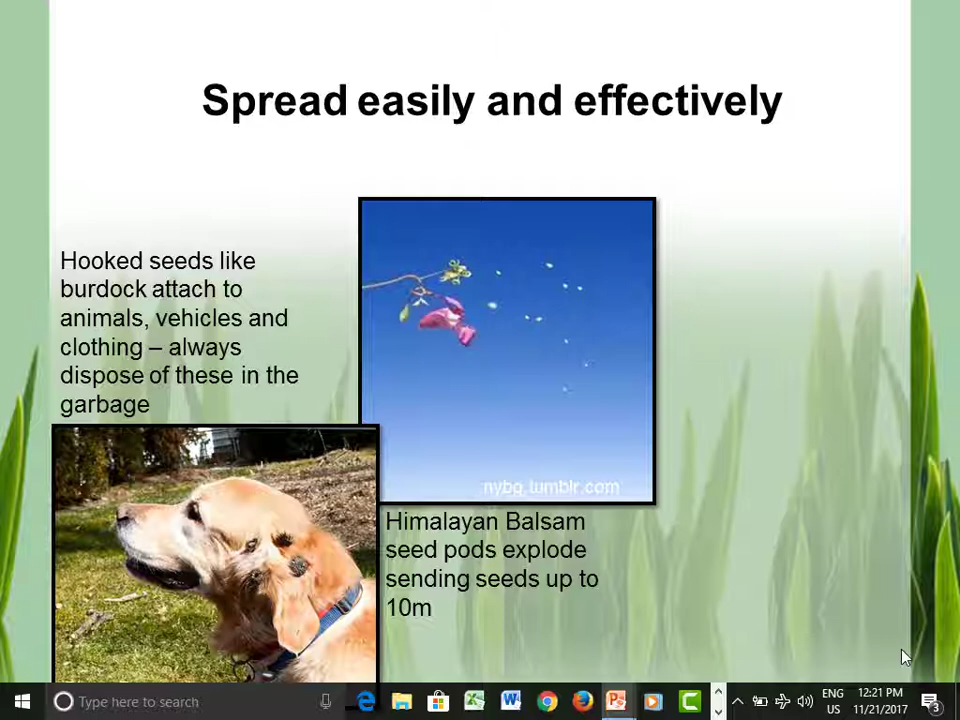 Spread easily and effectively
Hooked seeds like
burdock attach to
animals, vehicles and
clothing – always
dispose of these in the
garbage
nybg.tumblr.com
Himalayan Balsam
seed pods explode
sending seeds up to
10m
Type here to search
ENG
US
12:21 PM
11/21/2017
3